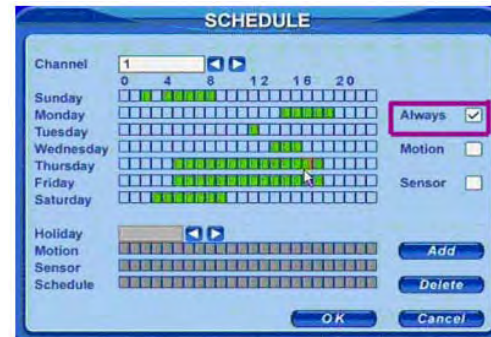 SCHEDULE
Channel 1
0 4 8 12 16 20
Sunday
Monday
Tuesday
Wednesday
Thursday
Friday
Saturday
Always
Motion
Sensor
Holiday
Motion
Sensor
Schedule
Add
Delete
OK Cancel